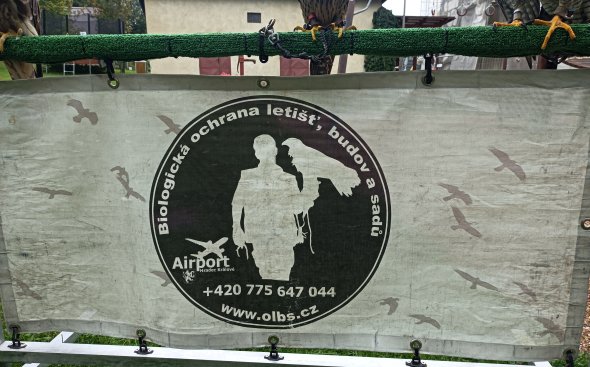 Biologická ochrana letišť, budov a sadů
Airport
Hradec Králové
+420 775 647 044
www.olbs.cz